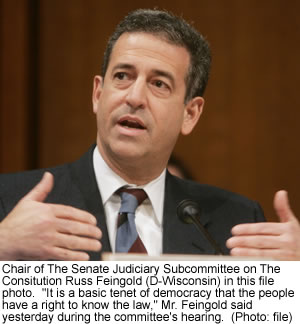 Chair of The Senate Judiciary Subcommittee on The
Consitution Russ Feingold (D-Wisconsin) in this file
photo.  "It is a basic tenet of democracy that the people
have a right to know the law," Mr. Feingold said
yesterday during the committee's hearing.  (Photo: file)